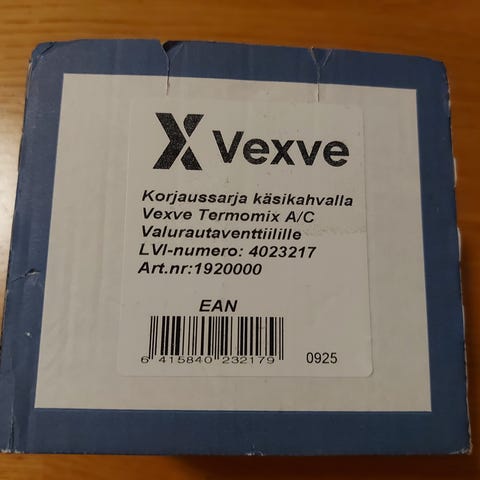 X Vexve
Korjaussarja käsikahvalla
Vexve Termomix A/C
Valurautaventtiilille
LVI-numero: 4023217
Art.nr:1920000
EAN
6 415840 232179
0925